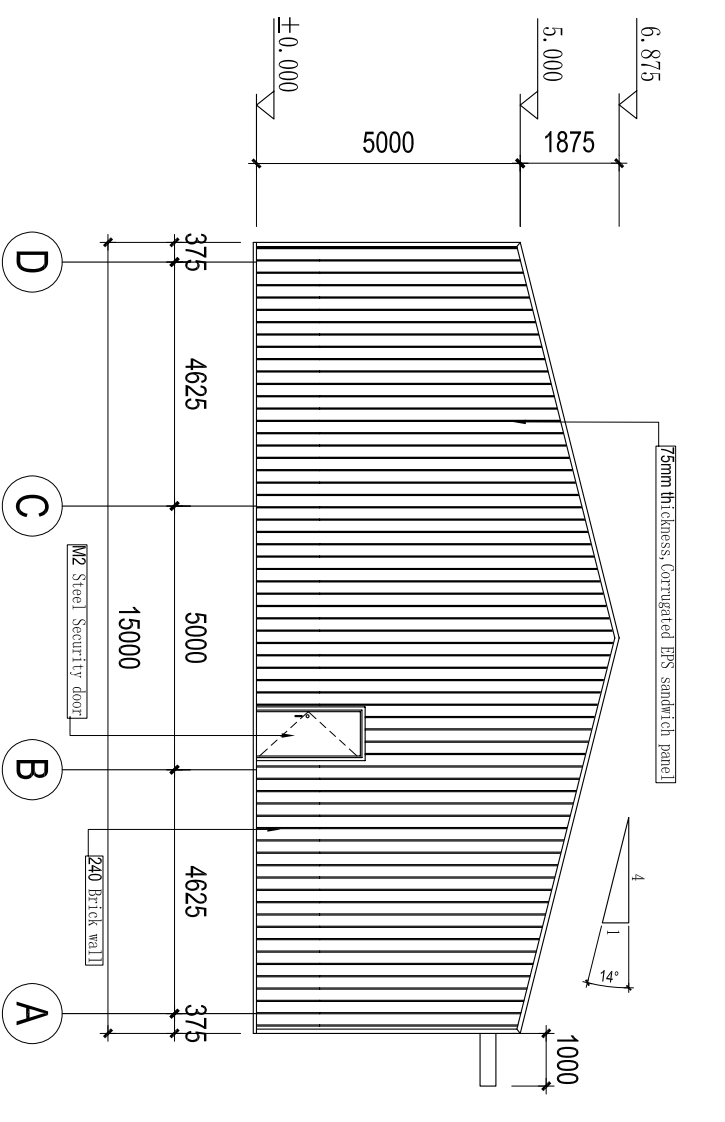 6.875
5.000
±0.000
1875
5000
75mm thickness, Corrugated EPS sandwich panel
4
1
14°
1000
375
4625
5000
4625
375
15000
M2 Steel Security door
240 Brick wall
D
C
B
A